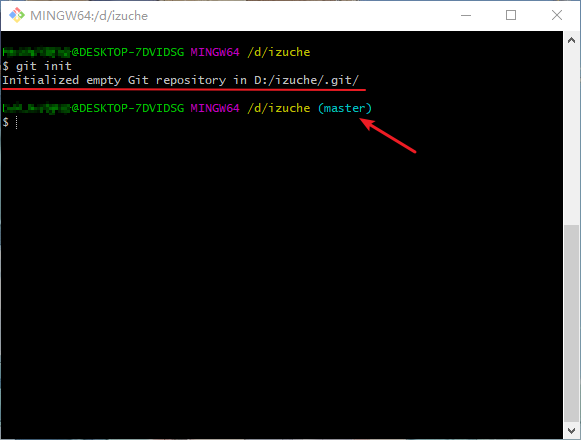 MINGW64:/d/izuche
@DESKTOP-7DVIDSG MINGW64 /d/izuche
$ git init
Initialized empty Git repository in D:/izuche/.git/
@DESKTOP-7DVIDSG MINGW64 /d/izuche (master)
$